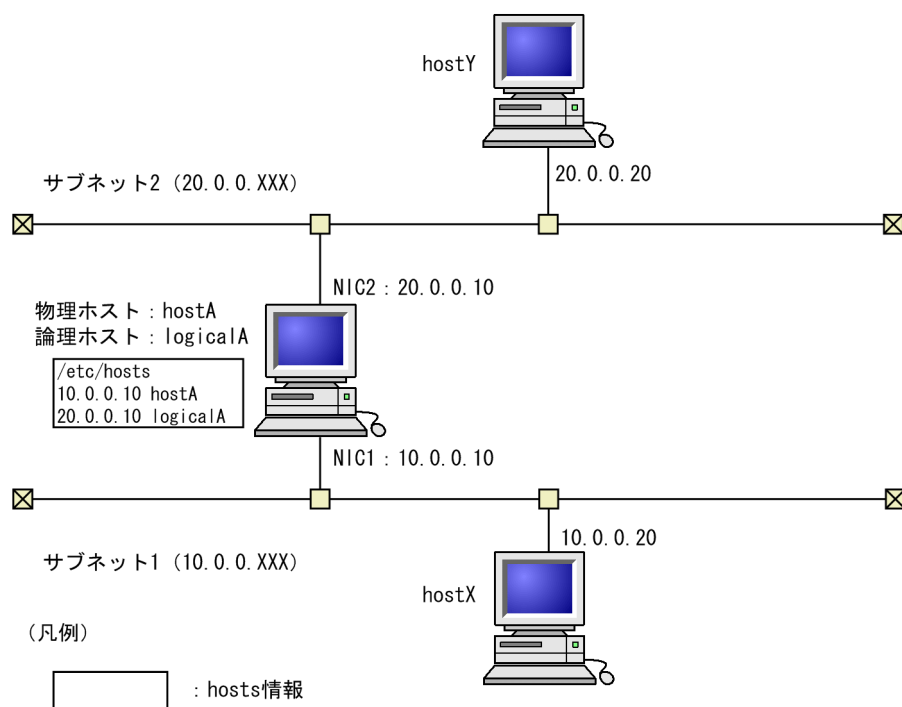 hostY
20.0.0.20
サブネット2 (20.0.0.XXX)
NIC2：20.0.0.10
物理ホスト：hostA
論理ホスト：logicalA
/etc/hosts
10.0.0.10 hostA
20.0.0.10 logicalA
NIC1：10.0.0.10
10.0.0.20
サブネット1 (10.0.0.XXX)
hostX
(凡例)
：hosts情報